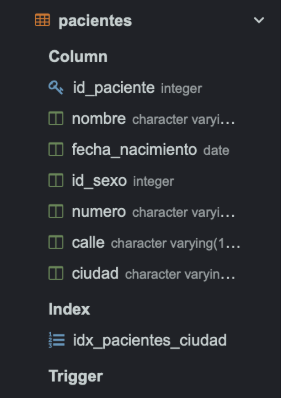 pacientes
Column
id_paciente integer
nombre character varyi...
fecha_nacimiento date
id_sexo integer
numero character varyi...
calle character varying(1...
ciudad character varyin...
Index
idx_pacientes_ciudad
Trigger